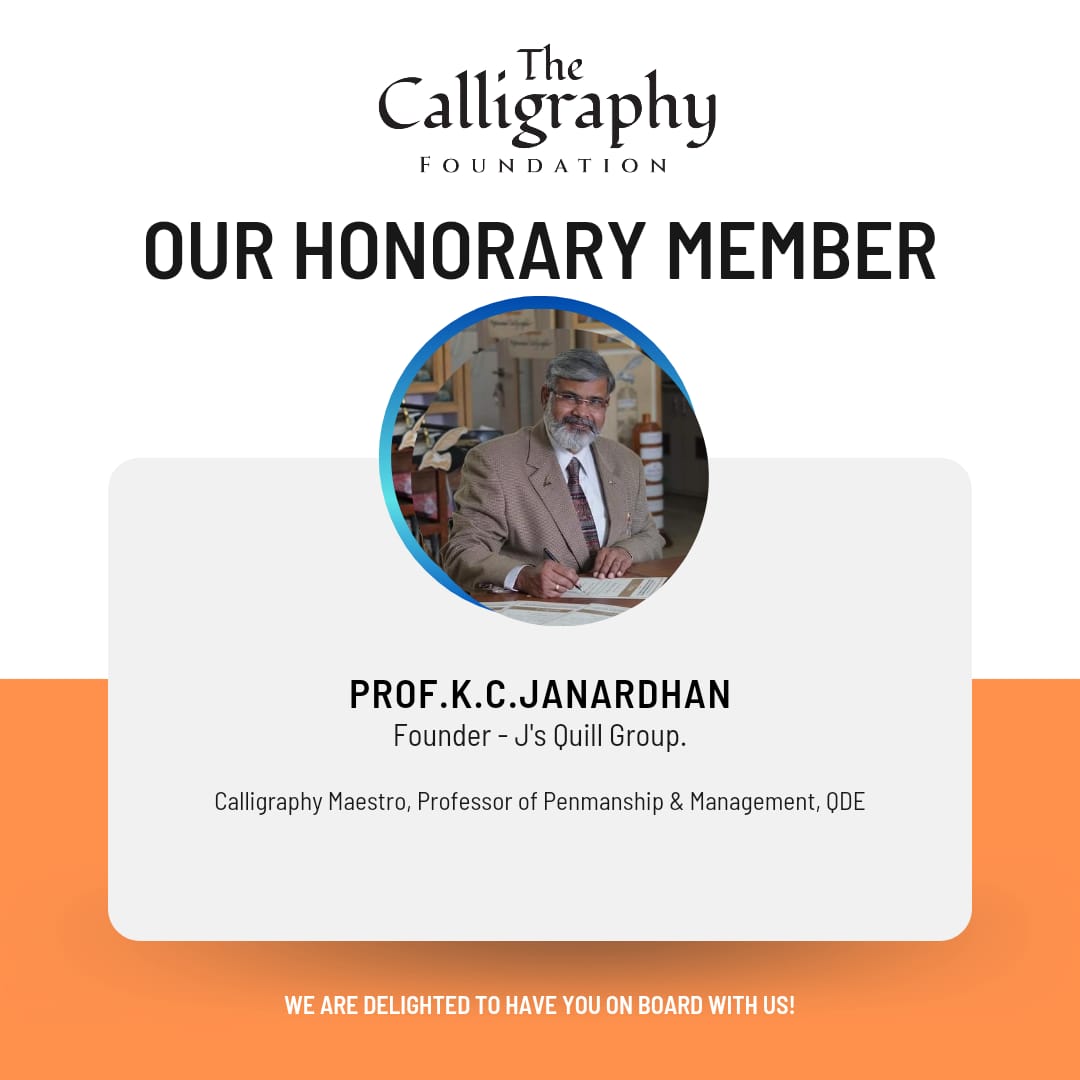 The
Calligraphy
FOUNDATION
OUR HONORARY MEMBER
PROF.K.C.JANARDHAN
Founder - J's Quill Group.
Calligraphy Maestro, Professor of Penmanship & Management, QDE
WE ARE DELIGHTED TO HAVE YOU ON BOARD WITH US!